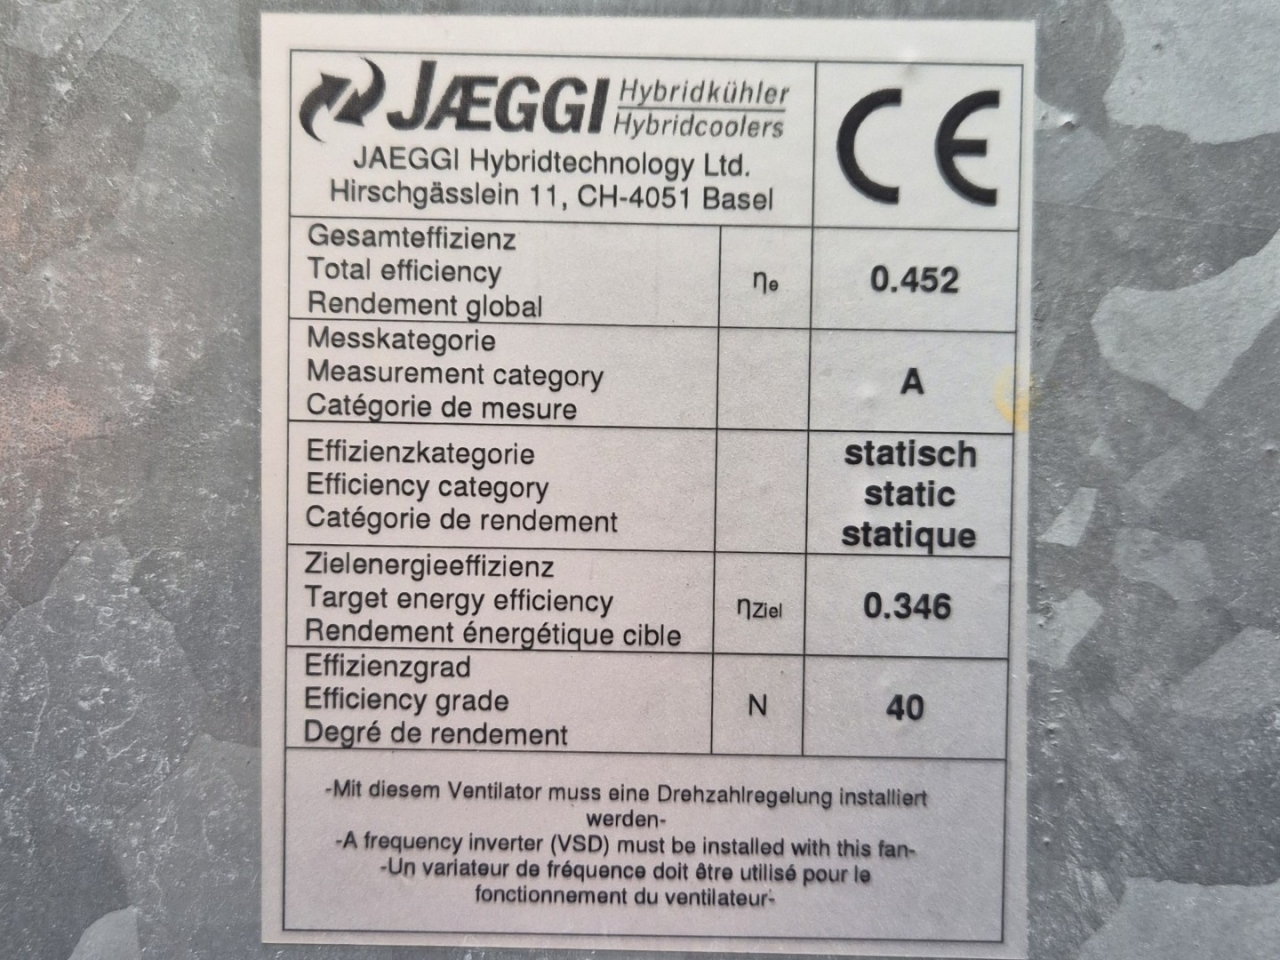 JÆGGI Hybridkühler
Hybridcoolers
JAEGGI Hybridtechnology Ltd.
Hirschgässlein 11, CH-4051 Basel
CE
Gesamteffizienz
Total efficiency
Rendement global
ηe
0.452
Messkategorie
Measurement category
Catégorie de mesure
A
Effizienzkategorie
Efficiency category
Catégorie de rendement
statisch
static
statique
Zielenergieeffizienz
Target energy efficiency
Rendement énergétique cible
ηZiel
0.346
Effizienzgrad
Efficiency grade
Degré de rendement
N
40
-Mit diesem Ventilator muss eine Drehzahlregelung installiert
werden-
-A frequency inverter (VSD) must be installed with this fan-
-Un variateur de fréquence doit être utilisé pour le
fonctionnement du ventilateur-